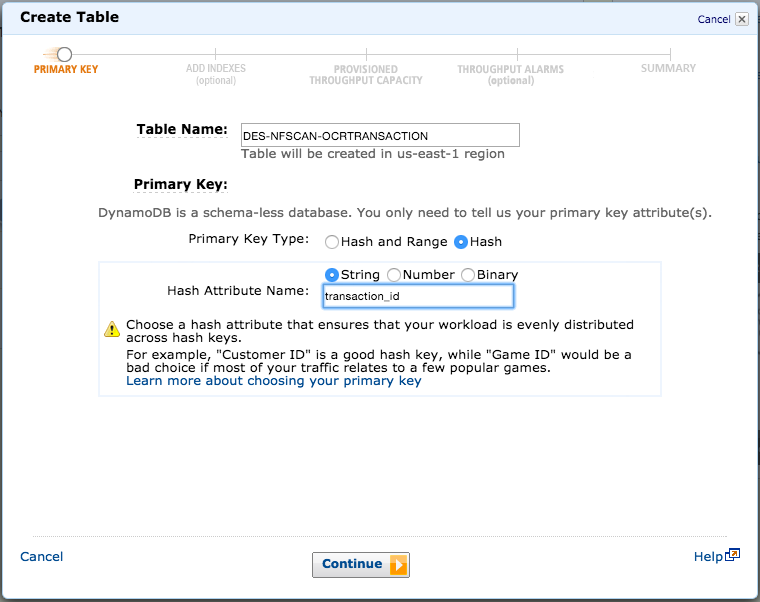 Create Table
Cancel
PRIMARY KEY
ADD INDEXES
(optional)
PROVISIONED
THROUGHPUT CAPACITY
THROUGHPUT ALARMS
(optional)
SUMMARY
Table Name: DES-NFSCAN-OCRTRANSACTION
Table will be created in us-east-1 region
Primary Key:
DynamoDB is a schema-less database. You only need to tell us your primary key attribute(s).
Primary Key Type: Hash and Range Hash
String Number Binary
Hash Attribute Name: transaction_id
Choose a hash attribute that ensures that your workload is evenly distributed
across hash keys.
For example, "Customer ID" is a good hash key, while "Game ID" would be a
bad choice if most of your traffic relates to a few popular games.
Learn more about choosing your primary key
Cancel
Continue
Help